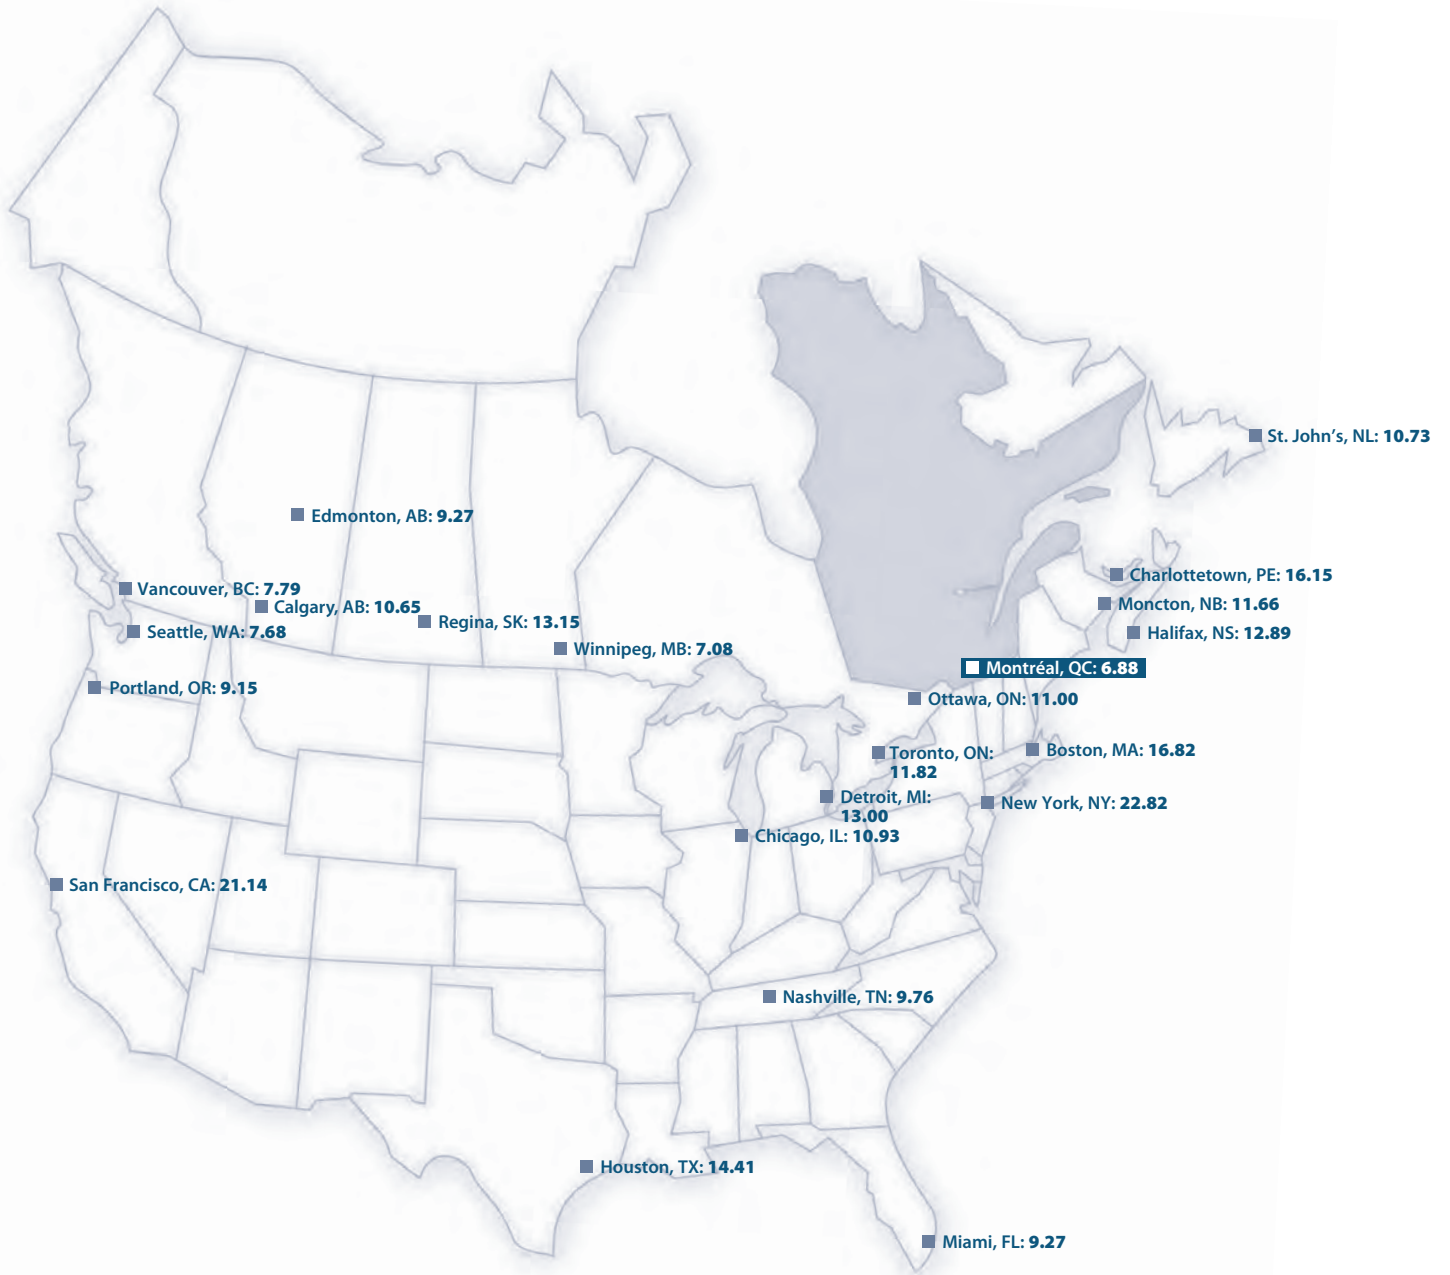 St. John’s, NL: 10.73
Edmonton, AB: 9.27
Charlottetown, PE: 16.15
Vancouver, BC: 7.79
Calgary, AB: 10.65
Moncton, NB: 11.66
Regina, SK: 13.15
Seattle, WA: 7.68
Halifax, NS: 12.89
Winnipeg, MB: 7.08
Montréal, QC: 6.88
Portland, OR: 9.15
Ottawa, ON: 11.00
Boston, MA: 16.82
Toronto, ON:
11.82
Detroit, MI:
13.00
New York, NY: 22.82
Chicago, IL: 10.93
San Francisco, CA: 21.14
Nashville, TN: 9.76
Houston, TX: 14.41
Miami, FL: 9.27